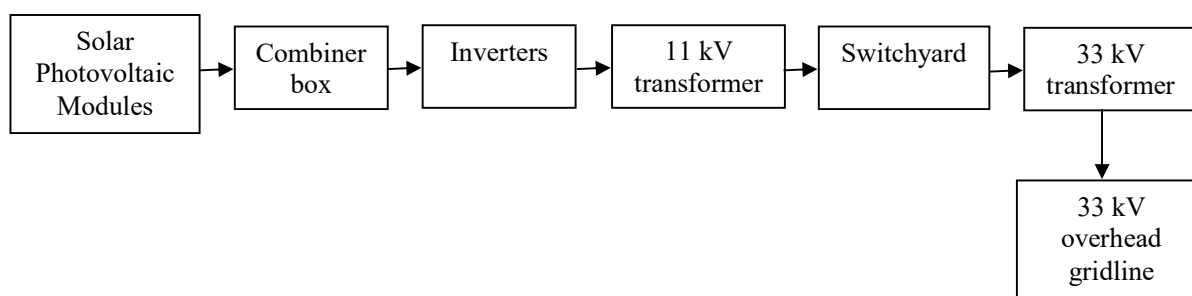 Solar
Photovoltaic
Modules
Combiner
box
Inverters
11 kV
transformer
Switchyard
33 kV
transformer
33 kV
overhead
gridline